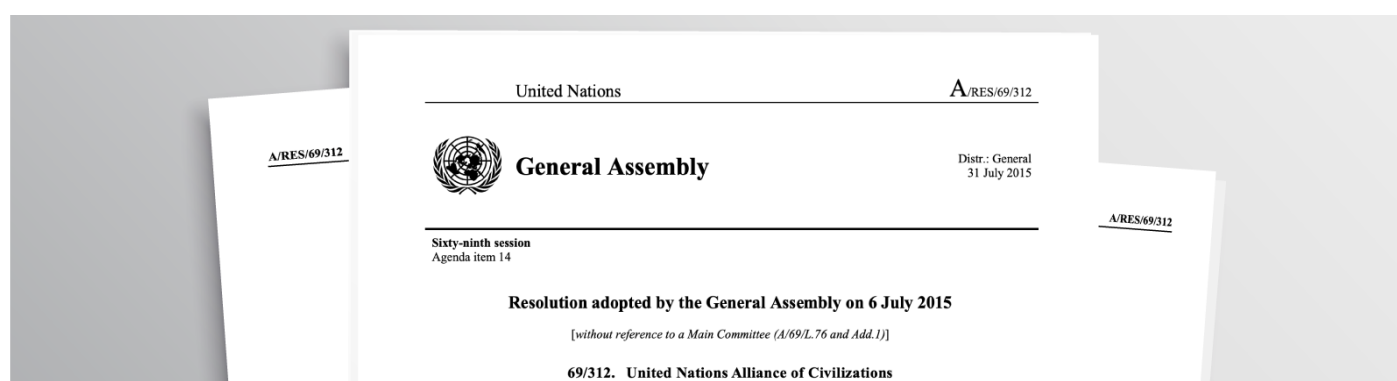 United Nations
A/RES/69/312
A/RES/69/312
General Assembly
Distr.: General
31 July 2015
A/RES/69/312
Sixty-ninth session
Agenda item 14
Resolution adopted by the General Assembly on 6 July 2015
[without reference to a Main Committee (A/69/L.76 and Add.1)]
69/312. United Nations Alliance of Civilizations